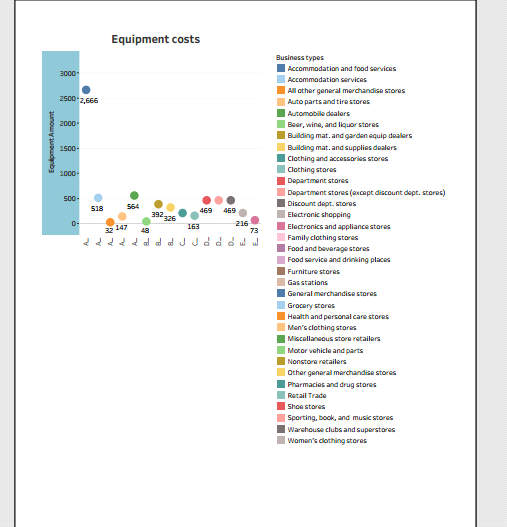 Equipment costs
Business types
Equipment Amount
3000
2500
2000
1500
1000
500
0
2,666
518
32
147
564
48
392
326
163
469
469
216
73
A..
A..
A..
A..
A..
B..
B..
B..
C..
C..
D..
D..
D..
E..
E..
Accommodation and food services
Accommodation services
All other general merchandise stores
Auto parts and tire stores
Automobile dealers
Beer, wine, and liquor stores
Building mat. and garden equip dealers
Building mat. and supplies dealers
Clothing and accessories stores
Clothing stores
Department stores
Department stores (except discount dept. stores)
Discount dept. stores
Electronic shopping
Electronics and appliance stores
Family clothing stores
Food and beverage stores
Food service and drinking places
Furniture stores
Gas stations
General merchandise stores
Grocery stores
Health and personal care stores
Men's clothing stores
Miscellaneous store retailers
Motor vehicle and parts
Nonstore retailers
Other general merchandise stores
Pharmacies and drug stores
Retail Trade
Shoe stores
Sporting, book, and music stores
Warehouse clubs and superstores
Women's clothing stores